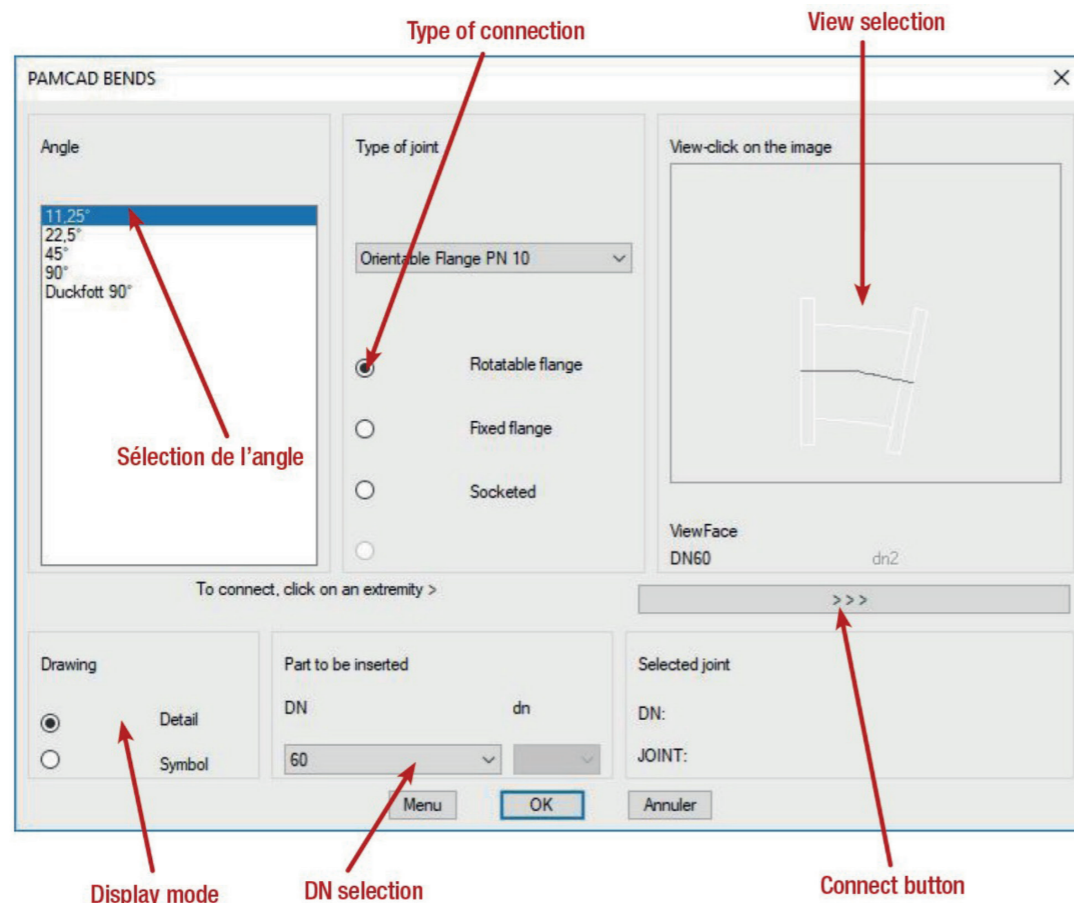 Type of connection
View selection
PAMCAD BENDS
Angle
11,25°
22,5°
45°
90°
Duckfott 90°
Sélection de l'angle
Type of joint
Orientable Flange PN 10
Rotatable flange
Fixed flange
Socketed
View-click on the image
ViewFace
DN60 dn2
To connect, click on an extremity >
>>>
Drawing
Detail
Symbol
Part to be inserted
DN dn
60
Selected joint
DN:
JOINT:
Menu OK Annuler
Display mode
DN selection
Connect button